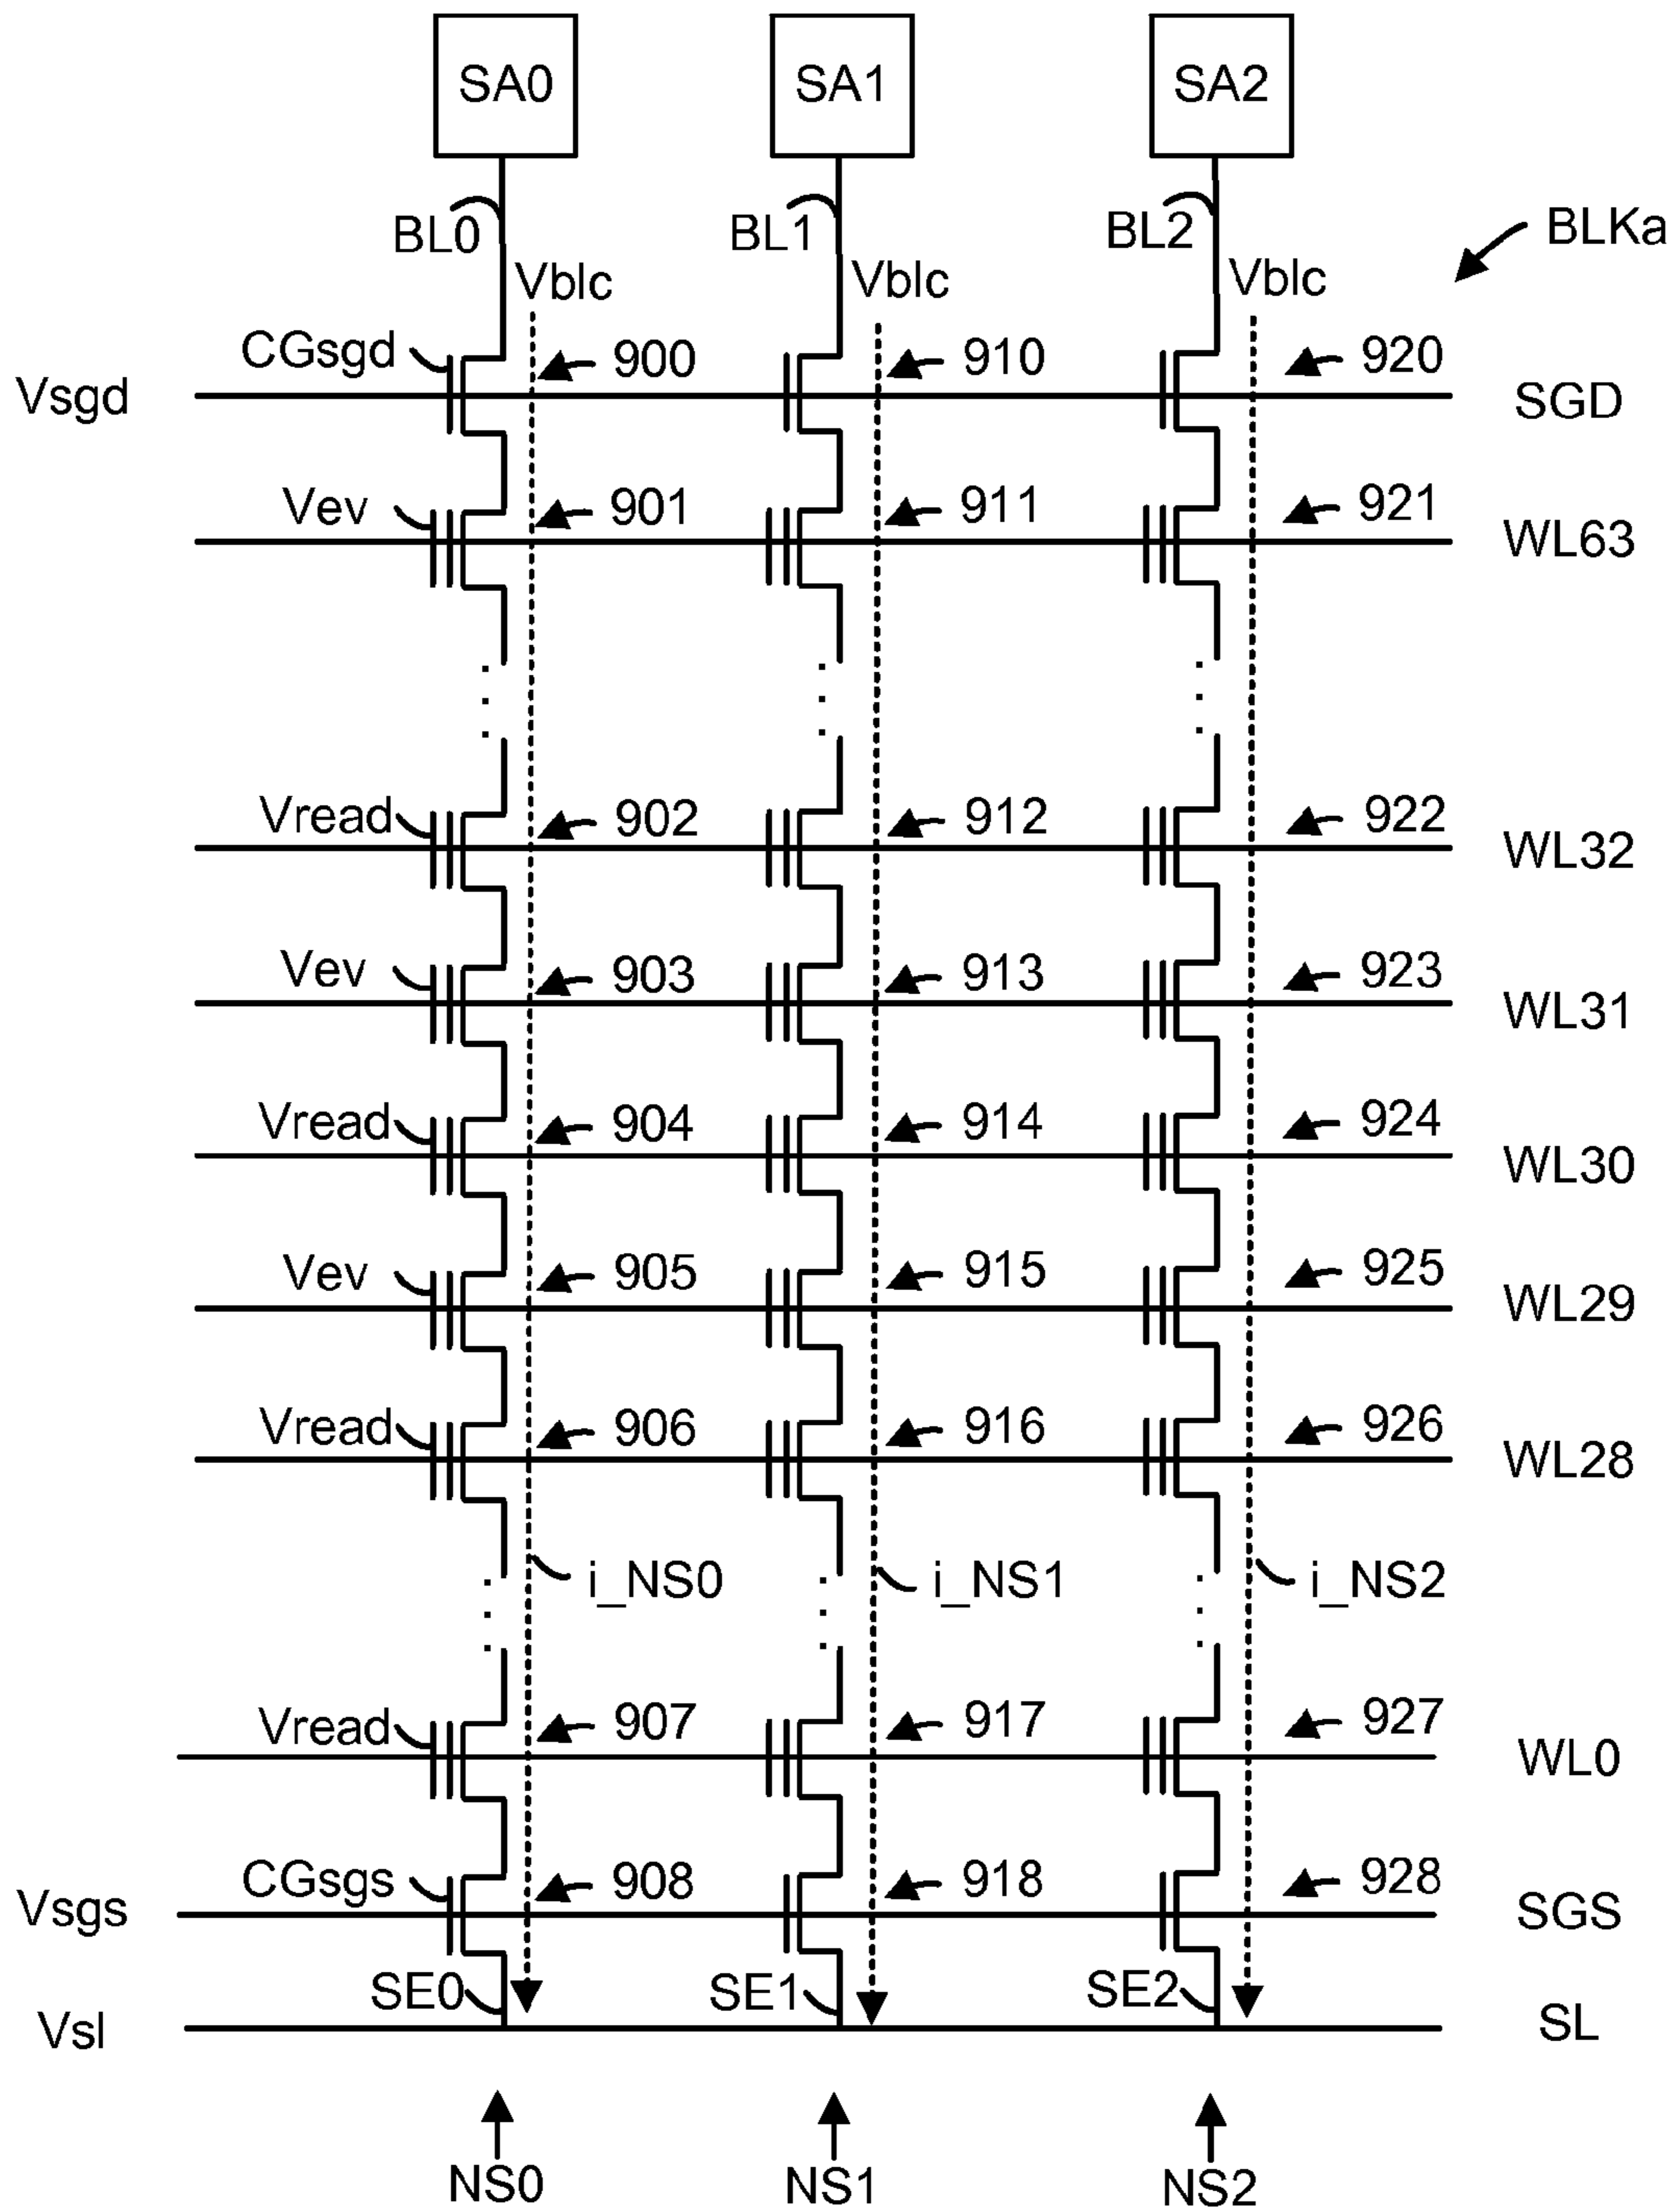 SA0 SA1 SA2
BL0 BL1 BL2 BLKa
Vblc Vblc Vblc
CGsgd 900 910 920
Vsgd SGD
Vev 901 911 921 WL63
Vread 902 912 922 WL32
Vev 903 913 923 WL31
Vread 904 914 924 WL30
Vev 905 915 925 WL29
Vread 906 916 926 WL28
i_NS0 i_NS1 i_NS2
Vread 907 917 927 WL0
CGsgs 908 918 928
Vsgs SGS
SE0 SE1 SE2
Vsl SL
NS0 NS1 NS2